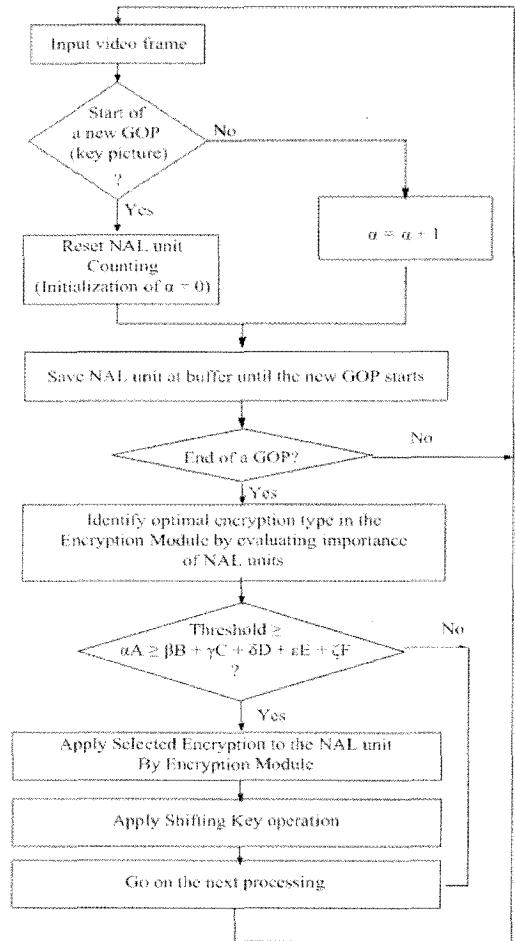 Input video frame
Start of
a new GOP
(key picture)
?
No
Yes
Reset NAL unit
Counting
(Initialization of α = 0)
α = α + 1
Save NAL unit at buffer until the new GOP starts
End of a GOP?
No
Yes
Identify optimal encryption type in the
Encryption Module by evaluating importance
of NAL units
Threshold ≥
αA ≥ βB + γC + δD + εE + ζF
?
No
Yes
Apply Selected Encryption to the NAL unit
By Encryption Module
Apply Shifting Key operation
Go on the next processing